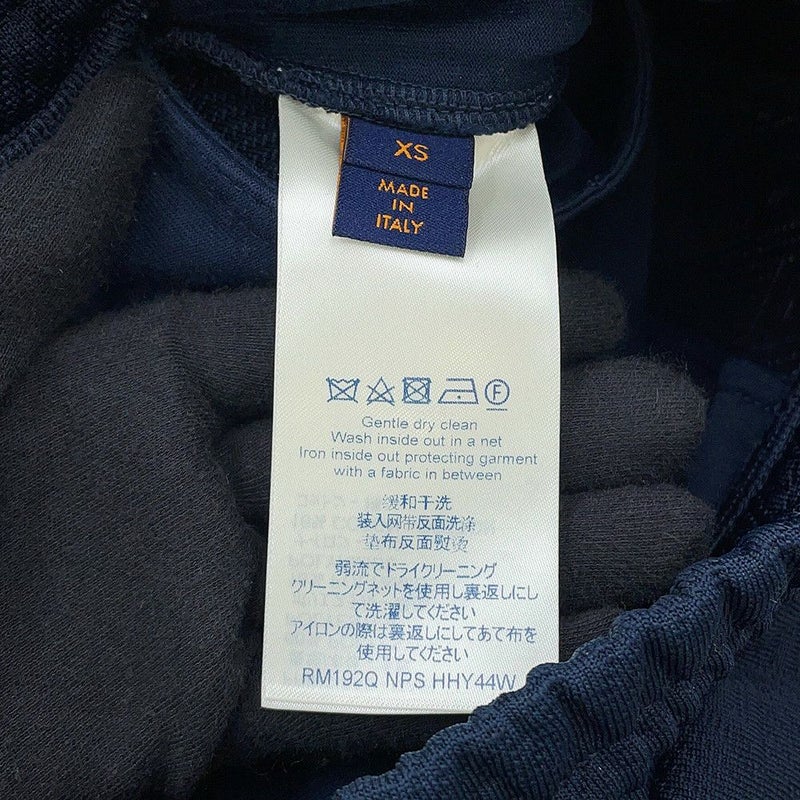 XS
MADE
IN
ITALY
F
Gentle dry clean
Wash inside out in a net
Iron inside out protecting garment
with a fabric in between
缓和干洗
装入网带反面洗涤
垫布反面熨烫
弱流でドライクリーニング
クリーニングネットを使用し裏返しにし
て洗濯してください
アイロンの際は裏返しにしてあて布を
使用してください
RM192Q NPS HHY44W